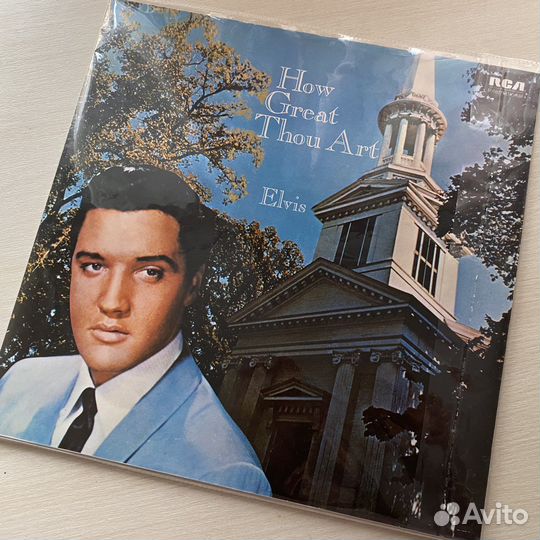 RCA
How
Great
Thou Art
Elvis
Avito